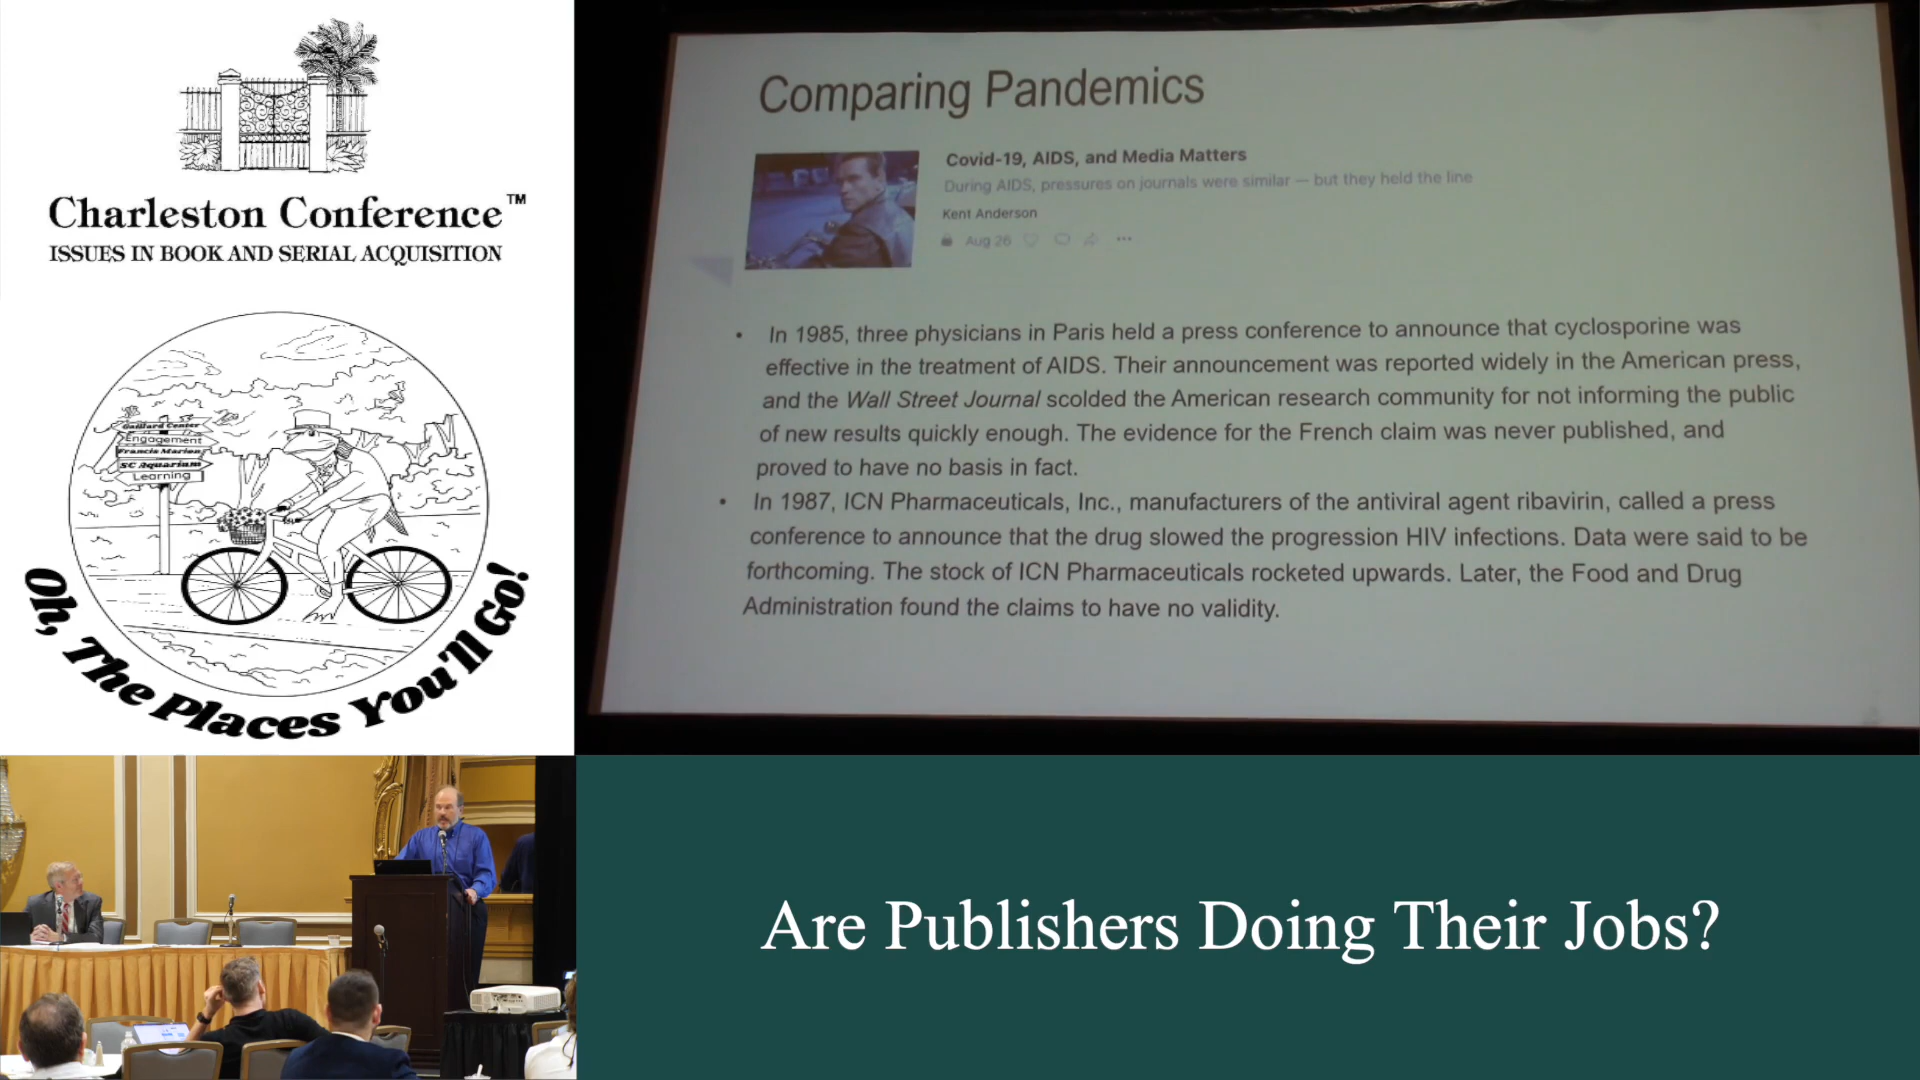 Charleston Conference™
ISSUES IN BOOK AND SERIAL ACQUISITION
Gaillard Center
Engagement
Francis Marion
SC Aquarium
Learning
Oh, The Places You'll Go!
Comparing Pandemics
Covid-19, AIDS, and Media Matters
During AIDS, pressures on journals were similar — but they held the line
Kent Anderson
Aug 26
• In 1985, three physicians in Paris held a press conference to announce that cyclosporine was
effective in the treatment of AIDS. Their announcement was reported widely in the American press,
and the Wall Street Journal scolded the American research community for not informing the public
of new results quickly enough. The evidence for the French claim was never published, and
proved to have no basis in fact.
• In 1987, ICN Pharmaceuticals, Inc., manufacturers of the antiviral agent ribavirin, called a press
conference to announce that the drug slowed the progression HIV infections. Data were said to be
forthcoming. The stock of ICN Pharmaceuticals rocketed upwards. Later, the Food and Drug
Administration found the claims to have no validity.
Are Publishers Doing Their Jobs?